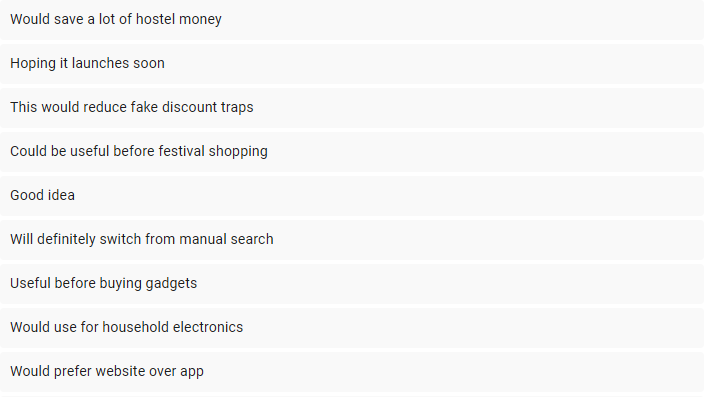 Would save a lot of hostel money
Hoping it launches soon
This would reduce fake discount traps
Could be useful before festival shopping
Good idea
Will definitely switch from manual search
Useful before buying gadgets
Would use for household electronics
Would prefer website over app